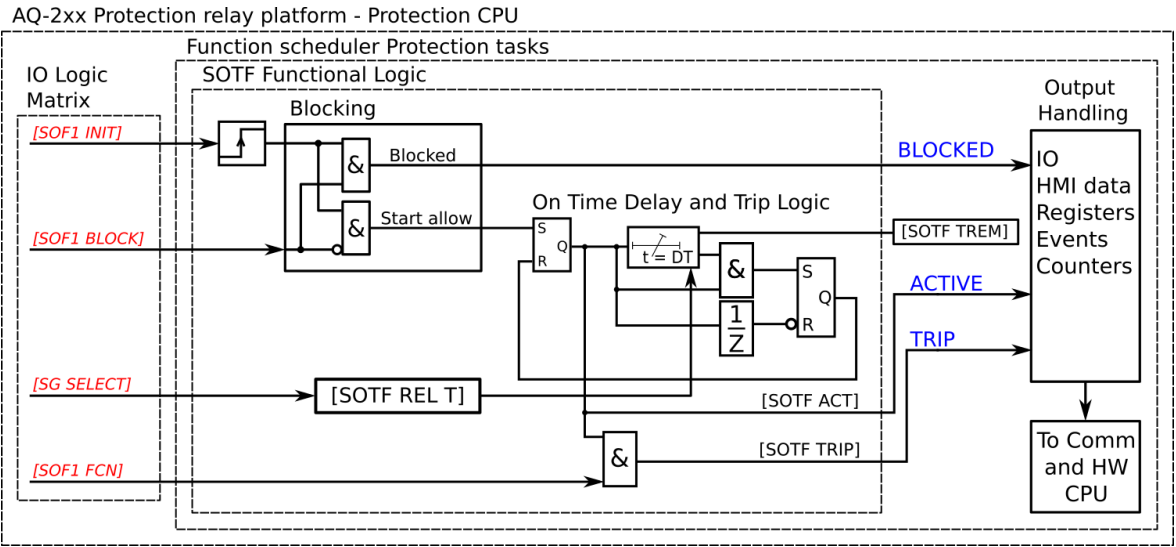 AQ-2xx Protection relay platform - Protection CPU
Function scheduler Protection tasks
SOTF Functional Logic
IO Logic
Matrix
Blocking
Output
Handling
[SOF1 INIT]
&
Blocked
BLOCKED
IO
HMI data
Registers
Events
Counters
[SOF1 BLOCK]
&
Start allow
On Time Delay and Trip Logic
S
Q
R
t = DT
[SOTF TREM]
&
S
Q
R
1
Z
ACTIVE
TRIP
[SG SELECT]
[SOTF REL T]
[SOTF ACT]
[SOF1 FCN]
&
[SOTF TRIP]
To Comm
and HW
CPU